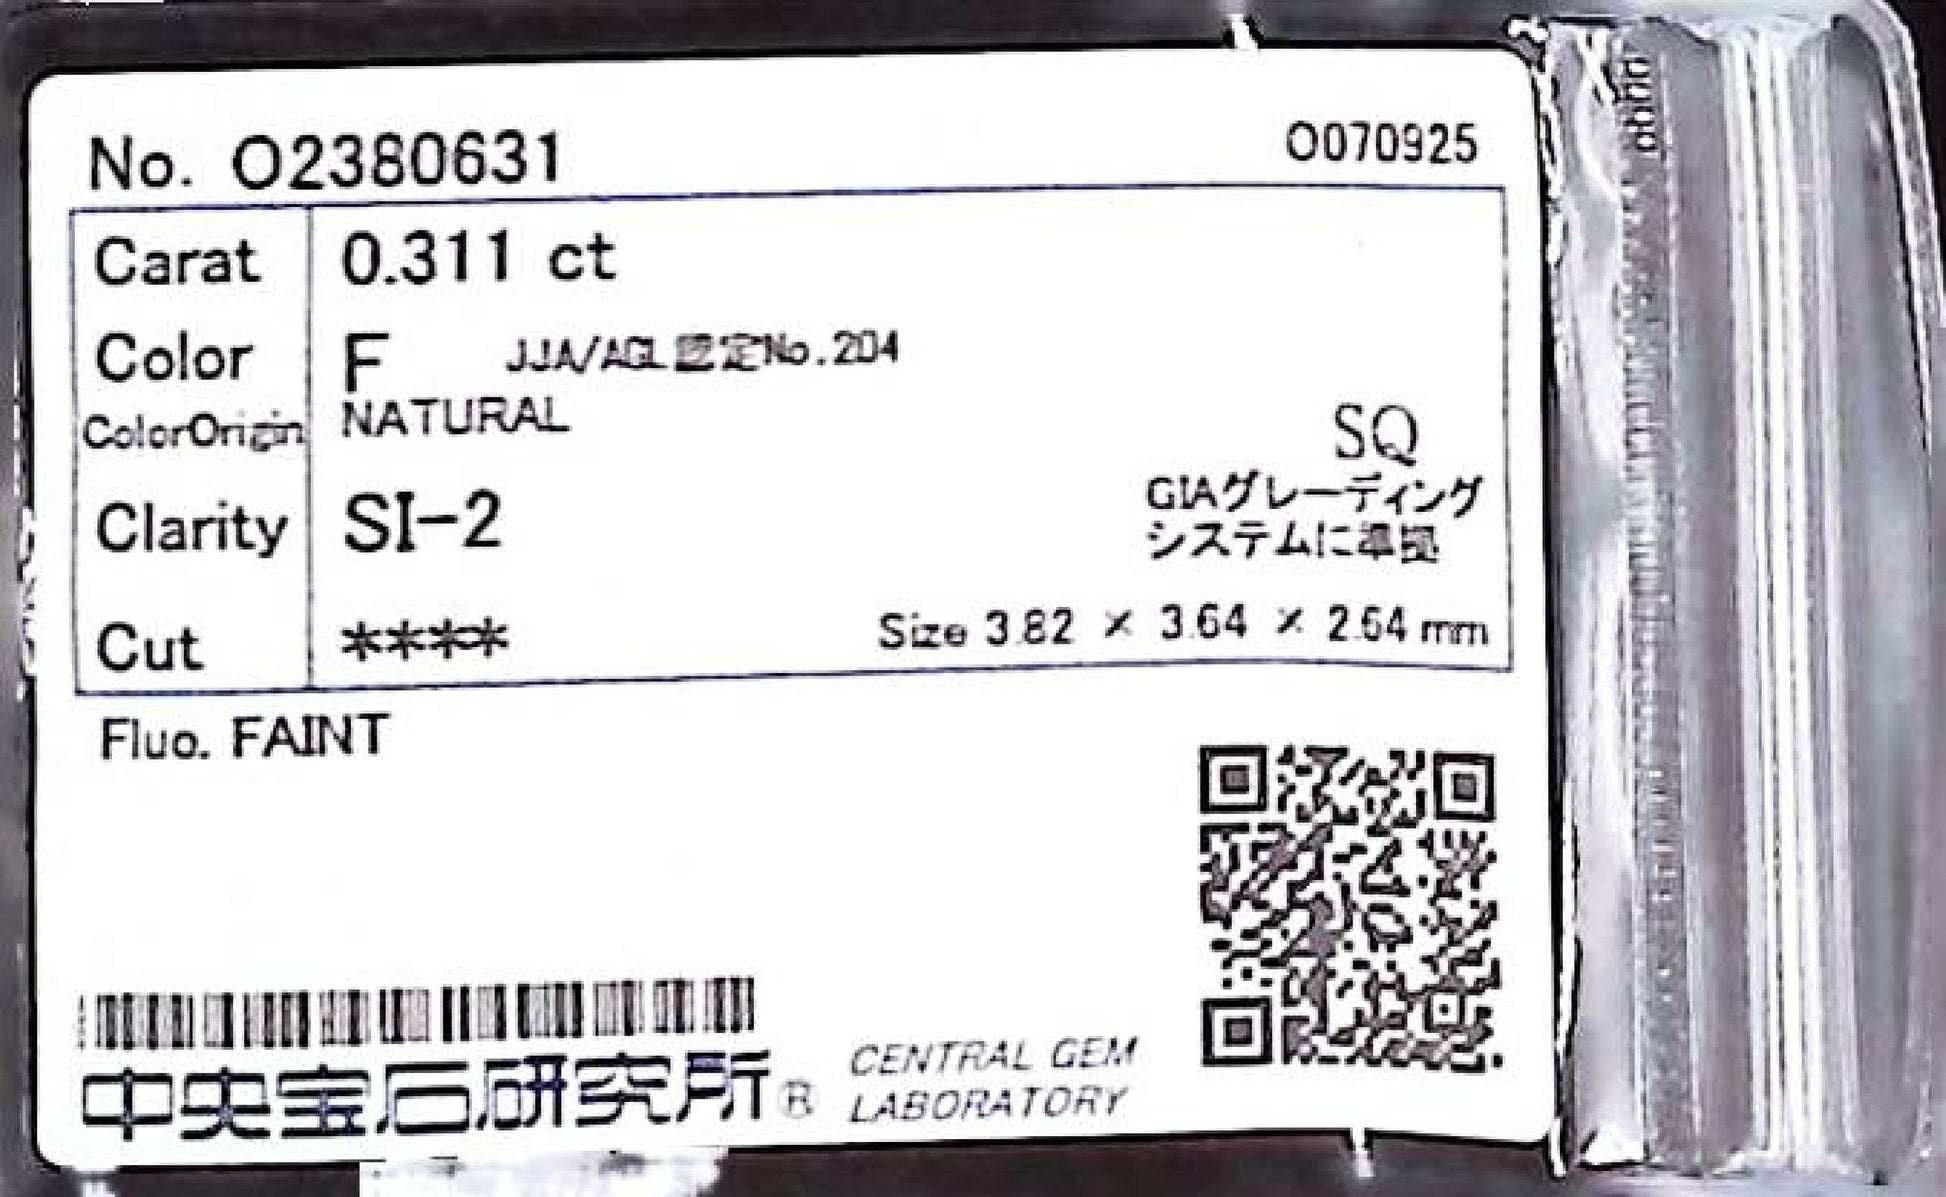 No. O2380631
O070925
Carat 0.311 ct
Color F JJA/AGL認定No.204
ColorOrigin NATURAL
SQ
Clarity SI-2
GIAグレーディング
システムに準拠
Cut ****
Size 3.82 × 3.64 × 2.64 mm
Fluo. FAINT
中央宝石研究所®
CENTRAL GEM
LABORATORY